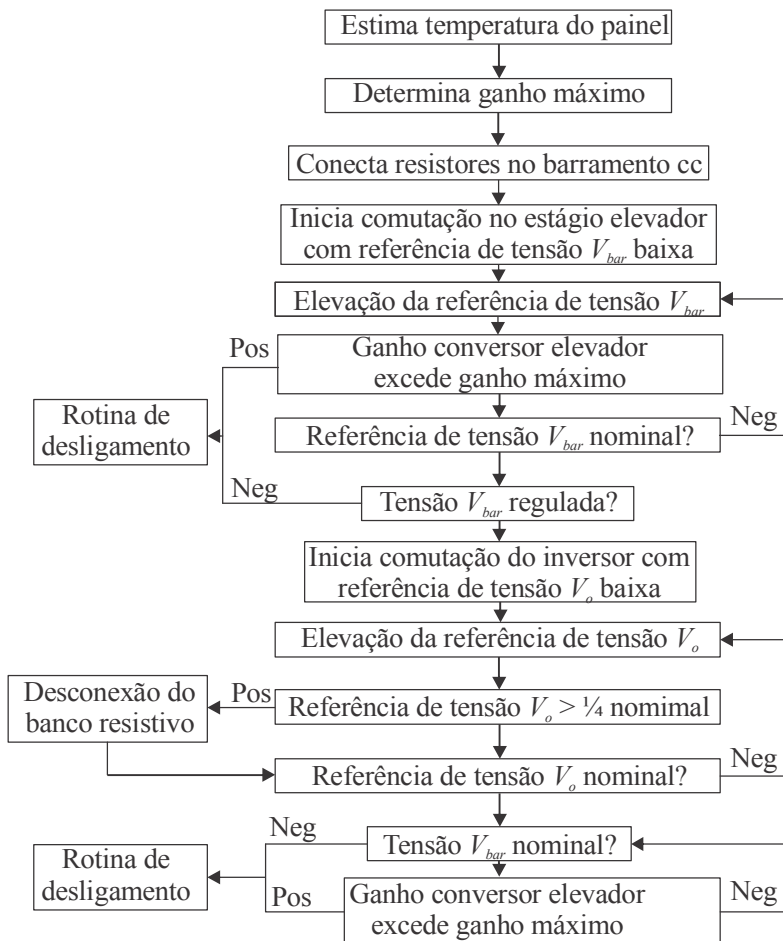 Estima temperatura do painel
Determina ganho máximo
Conecta resistores no barramento cc
Inicia comutação no estágio elevador
com referência de tensão V_bar baixa
Elevação da referência de tensão V_bar
Pos
Ganho conversor elevador
excede ganho máximo
Rotina de
desligamento
Referência de tensão V_bar nominal?
Neg
Neg
Tensão V_bar regulada?
Inicia comutação do inversor com
referência de tensão V_o baixa
Elevação da referência de tensão V_o
Desconexão do
banco resistivo
Pos
Referência de tensão V_o > ¼ nomimal
Referência de tensão V_o nominal?
Neg
Neg
Tensão V_bar nominal?
Rotina de
desligamento
Pos
Ganho conversor elevador
excede ganho máximo
Neg